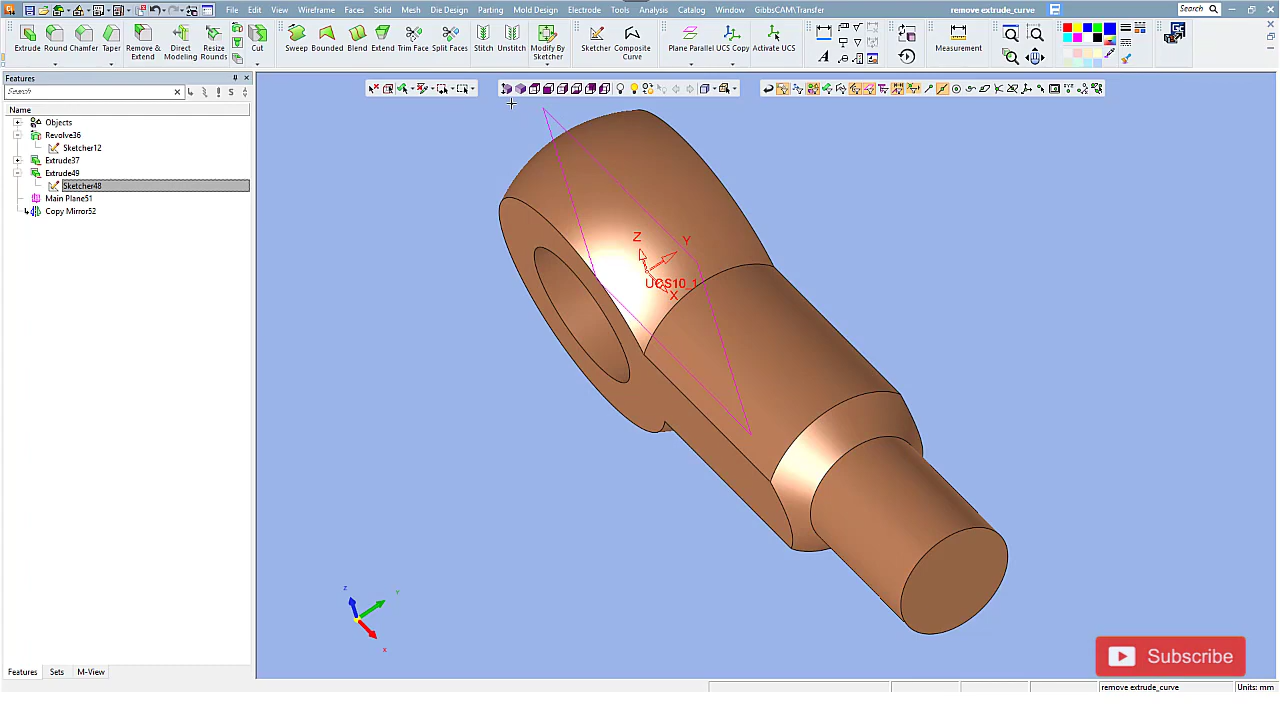 File Edit View Wireframe Faces Solid Mesh Die Design Parting Mold Design Electrode Tools Analysis Catalog Window GibbsCAM/Transfer
remove extrude_curve
Search
Extrude Round Chamfer Taper Remove & Extend Direct Modeling Resize Rounds Cut Sweep Bounded Blend Extend Trimming Split Faces Stitch Unstitch Modify By Sketcher Sketcher Composite Curve Plane Parallel UCS Copy Activate UCS Measurement
Features
Search
Name
Objects
Revolve36
Sketcher12
Extrude37
Extrude49
Sketcher48
Main Plane51
Copy Mirror52
Z
Y
UCS10_1
X
Z
Y
X
Subscribe
Features Sets M-View
remove extrude_curve
Units: mm